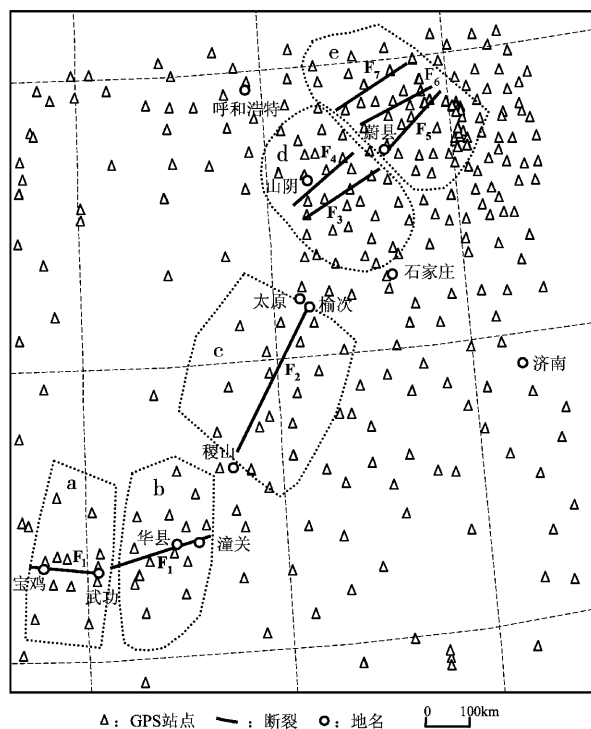 e
F₇
F₆
呼和浩特
蔚县
F₅
d
F₄
山阴
F₃
石家庄
太原
榆次
c
F₂
济南
稷山
a
b
华县
F₁
F₁
潼关
宝鸡
武功
△：GPS站点 ━：断裂 O：地名 0 100km